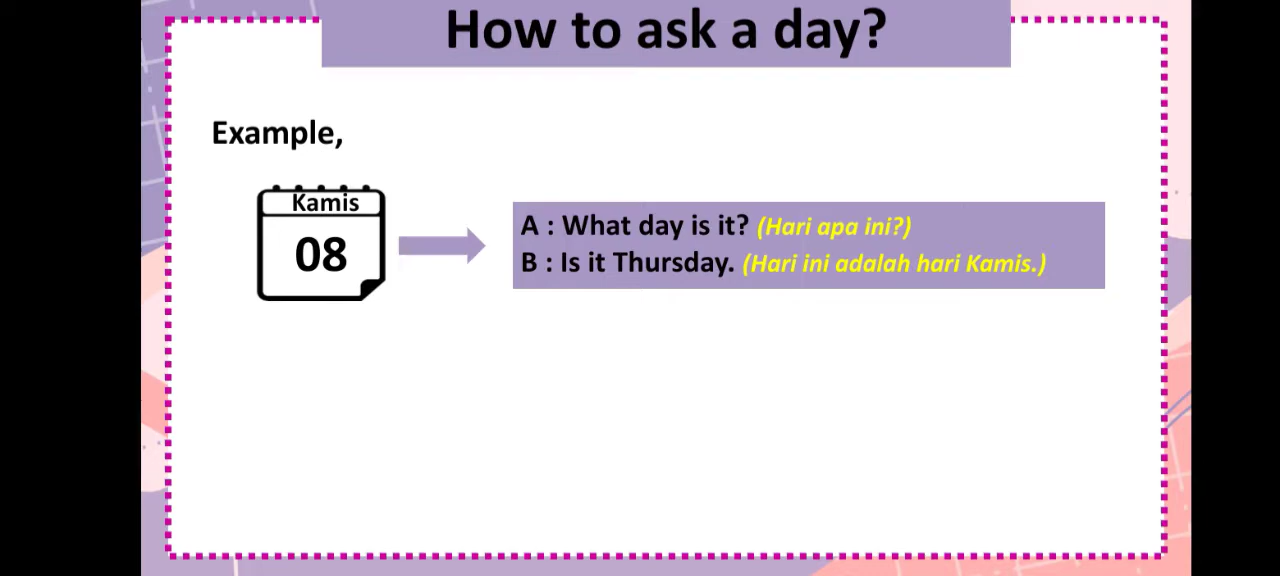 How to ask a day?
Example,
Kamis
08
A : What day is it? (Hari apa ini?)
B : Is it Thursday. (Hari ini adalah hari Kamis.)